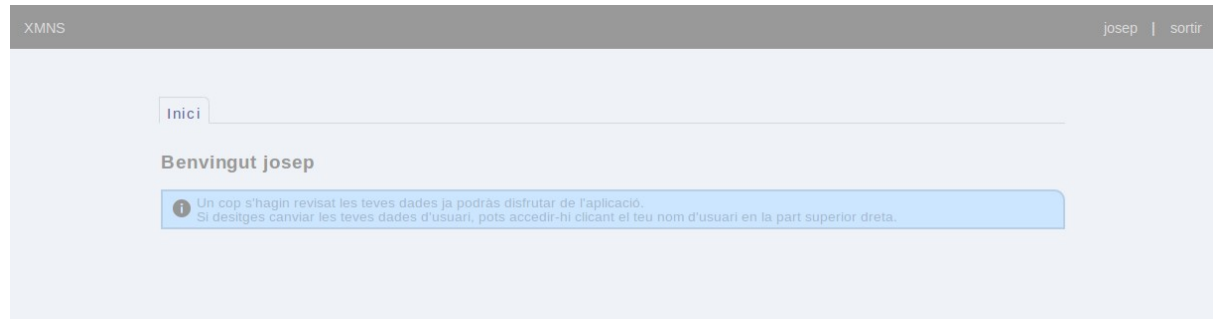 XMNS
josep | sortir
Inici
Benvingut josep
Un cop s'hagin revisat les teves dades ja podràs disfrutar de l'aplicació.
Si desitges canviar les teves dades d'usuari, pots accedir-hi clicant el teu nom d'usuari en la part superior dreta.